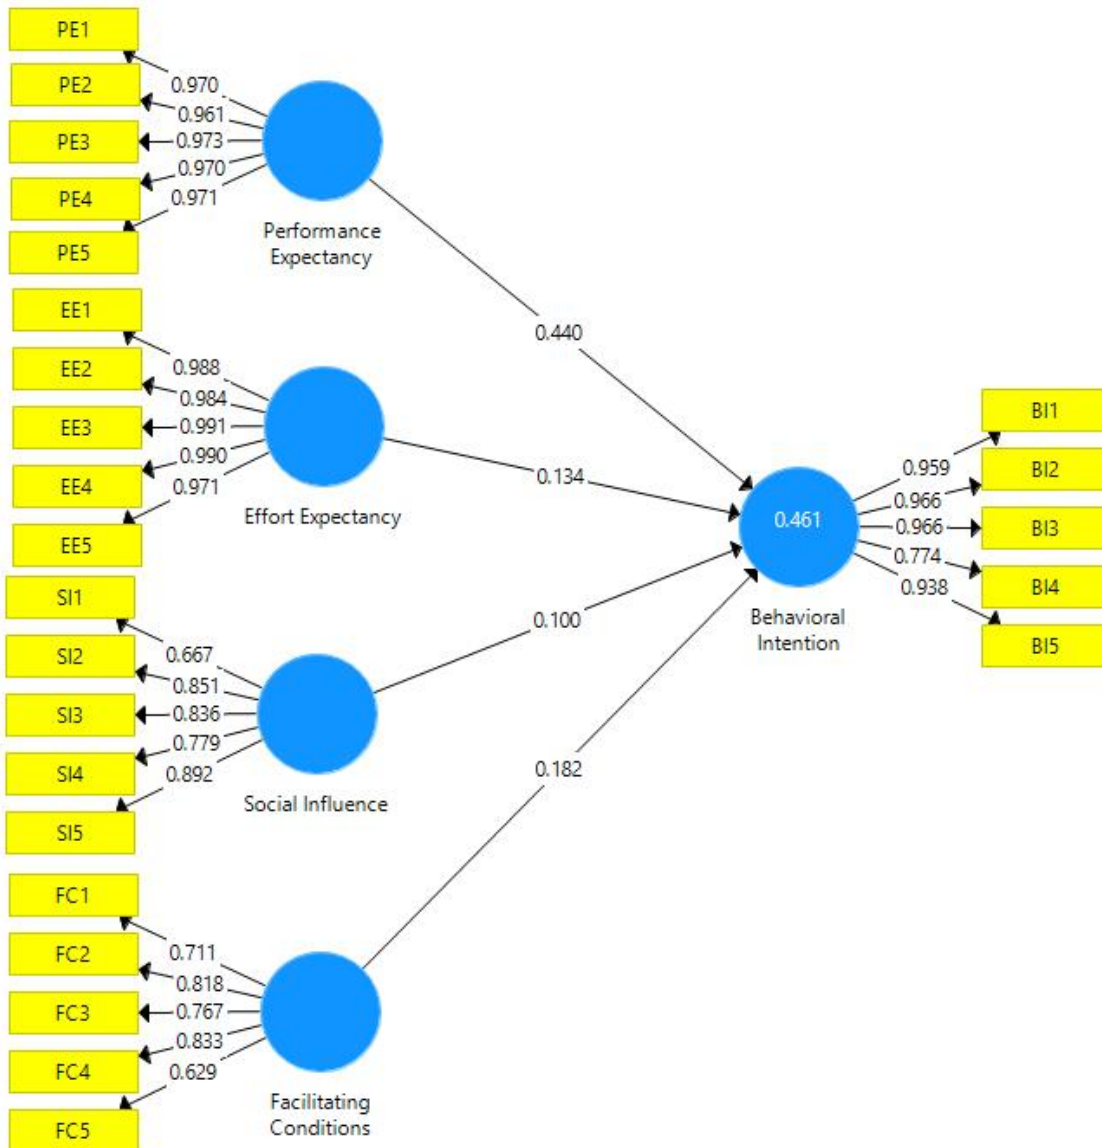 PE1
PE2
PE3
PE4
PE5
0.970
0.961
0.973
0.970
0.971
Performance
Expectancy
0.440
EE1
EE2
EE3
EE4
EE5
0.988
0.984
0.991
0.990
0.971
Effort Expectancy
0.134
SI1
SI2
SI3
SI4
SI5
0.667
0.851
0.836
0.779
0.892
Social Influence
0.100
FC1
FC2
FC3
FC4
FC5
0.711
0.818
0.767
0.833
0.629
Facilitating
Conditions
0.182
0.461
Behavioral
Intention
0.959
0.966
0.966
0.774
0.938
BI1
BI2
BI3
BI4
BI5